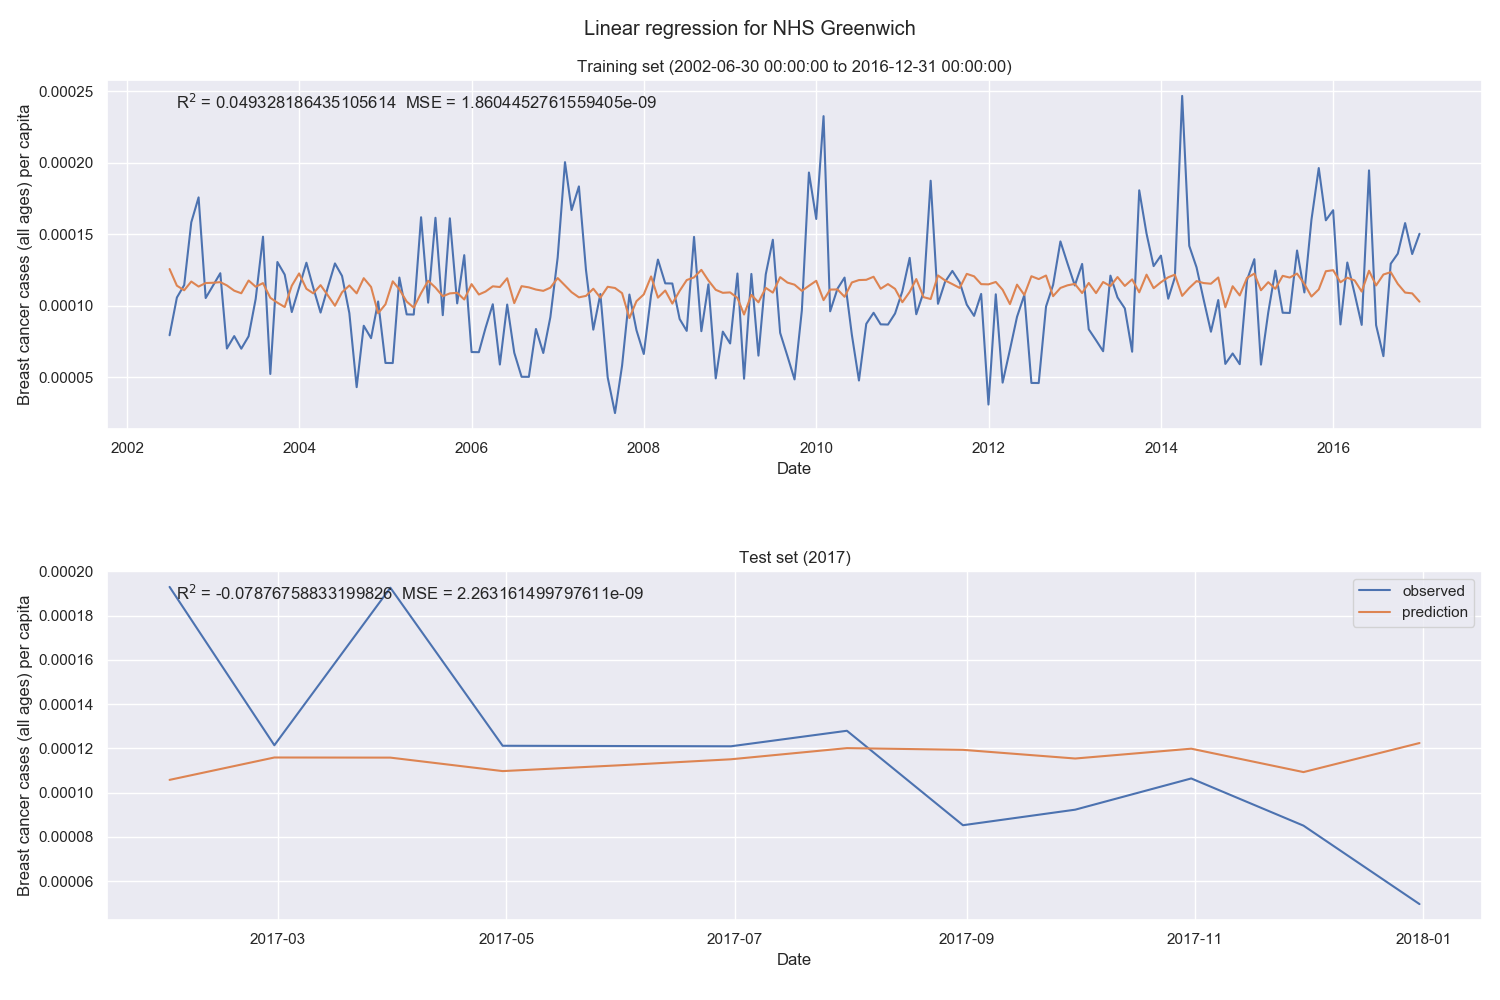 Linear regression for NHS Greenwich
Training set (2002-06-30 00:00:00 to 2016-12-31 00:00:00)
R² = 0.049328186435105614 MSE = 1.8604452761559405e-09
Breast cancer cases (all ages) per capita
0.00025
0.00020
0.00015
0.00010
0.00005
2002 2004 2006 2008 2010 2012 2014 2016
Date
Test set (2017)
R² = -0.07876758833199826 MSE = 2.263161499797611e-09
observed
prediction
Breast cancer cases (all ages) per capita
0.00020
0.00018
0.00016
0.00014
0.00012
0.00010
0.00008
0.00006
2017-03 2017-05 2017-07 2017-09 2017-11 2018-01
Date